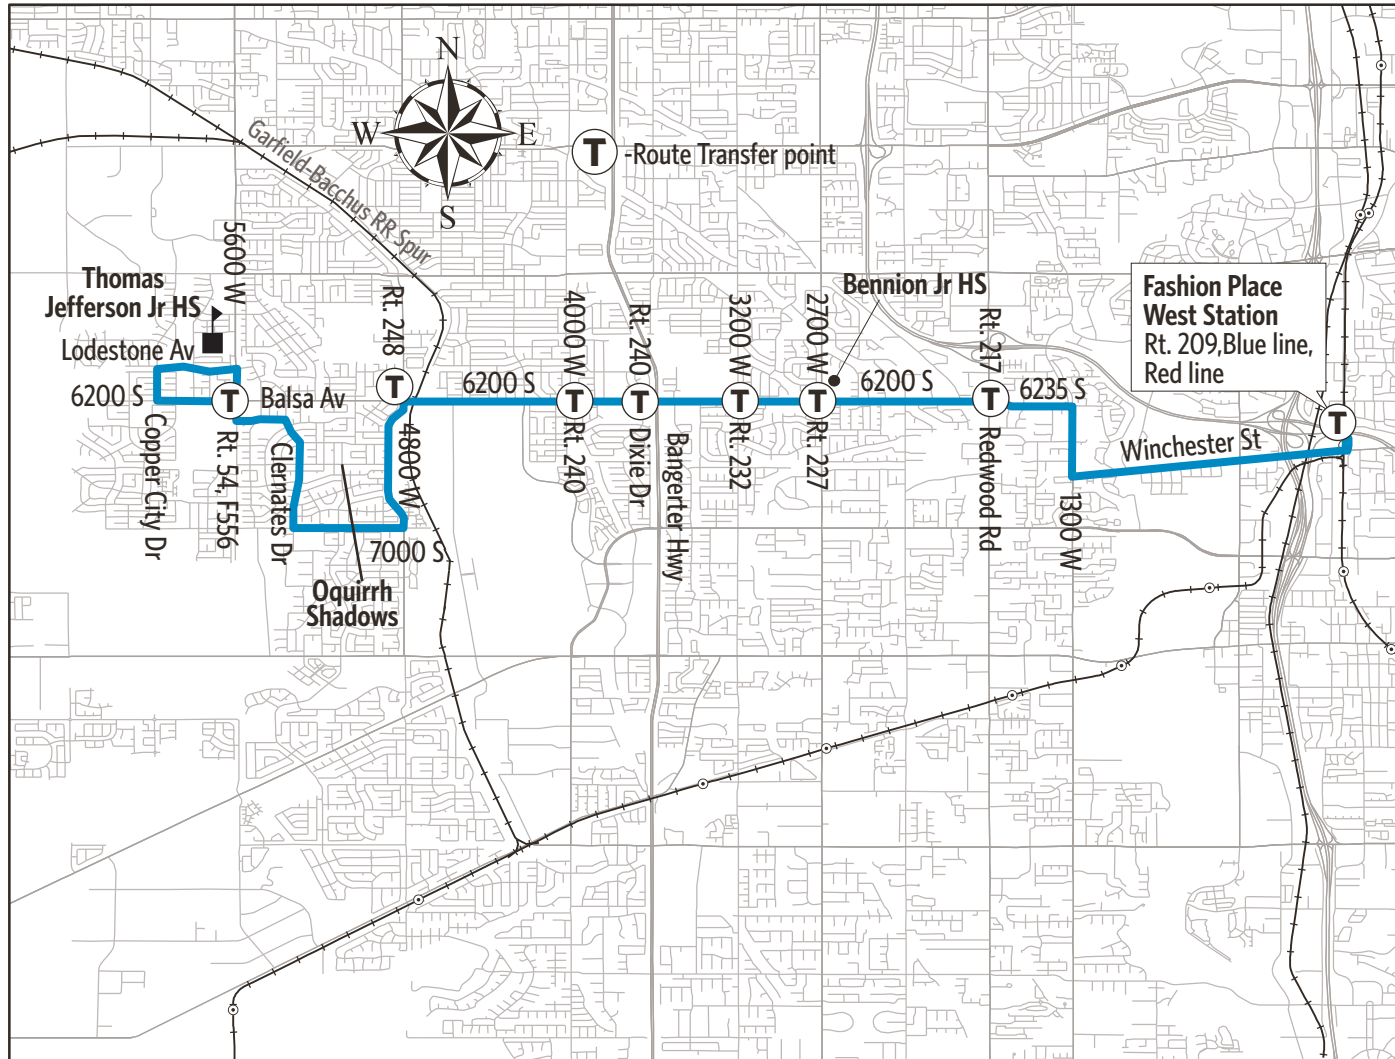 N
W
E
S
T
-Route Transfer point
Garfield-Bacchus RR Spur
5600 W
Thomas
Jefferson Jr HS
Lodestone Av
6200 S
Copper City Dr
T
Rt. 54, F556
Balsa Av
Clernates Dr
Oquirrh
Shadows
7000 S
Rt. 248
T
4800 W
6200 S
4000 W
T
Rt. 240
Rt. 240
T
Dixie Dr
Bangerter Hwy
3200 W
T
Rt. 232
2700 W
T
Rt. 227
Bennion Jr HS
6200 S
Rt. 217
T
Redwood Rd
6235 S
1300 W
Winchester St
Fashion Place
West Station
Rt. 209,Blue line,
Red line
T